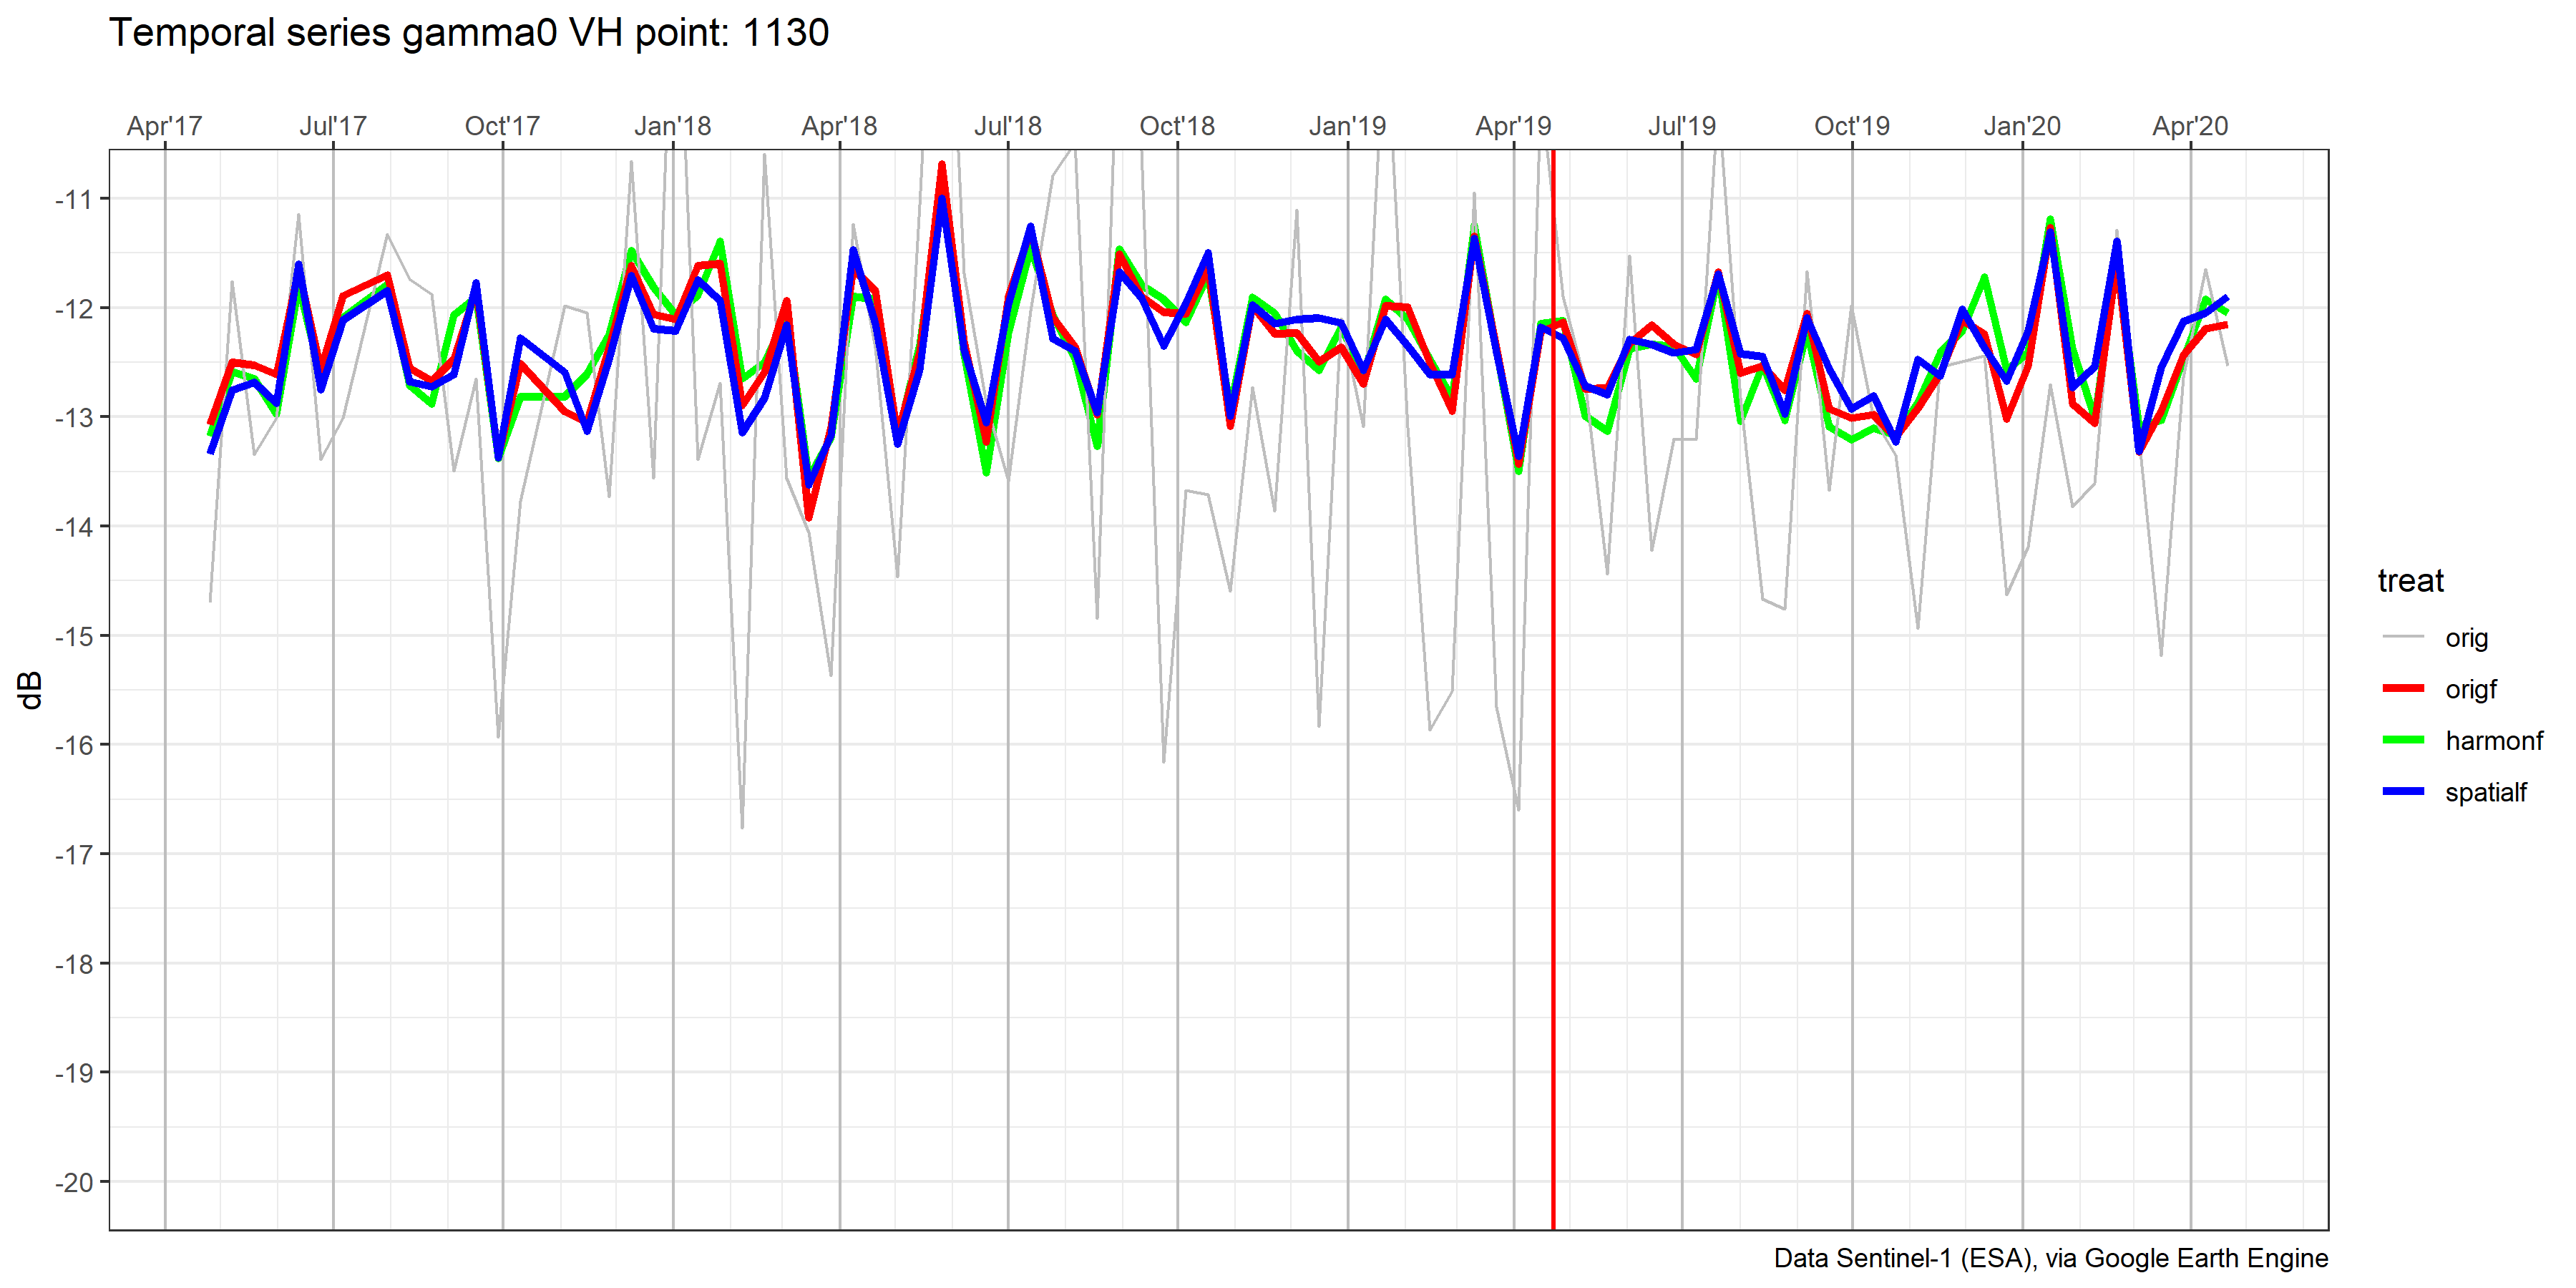 Temporal series gamma0 VH point: 1130
Apr'17 Jul'17 Oct'17 Jan'18 Apr'18 Jul'18 Oct'18 Jan'19 Apr'19 Jul'19 Oct'19 Jan'20 Apr'20
-11
-12
-13
-14
-15
-16
-17
-18
-19
-20
dB
treat
orig
origf
harmonf
spatialf
Data Sentinel-1 (ESA), via Google Earth Engine